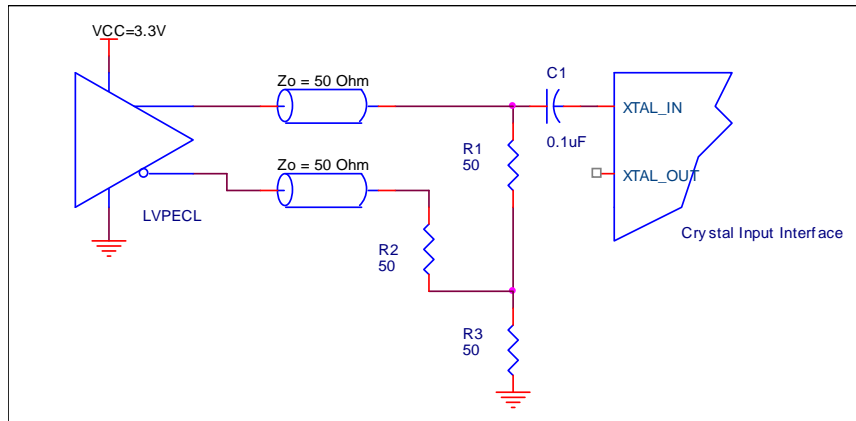 VCC=3.3V
Zo = 50 Ohm
C1
0.1uF
XTAL_IN
R1
50
Zo = 50 Ohm
XTAL_OUT
LVPECL
Crystal Input Interface
R2
50
R3
50